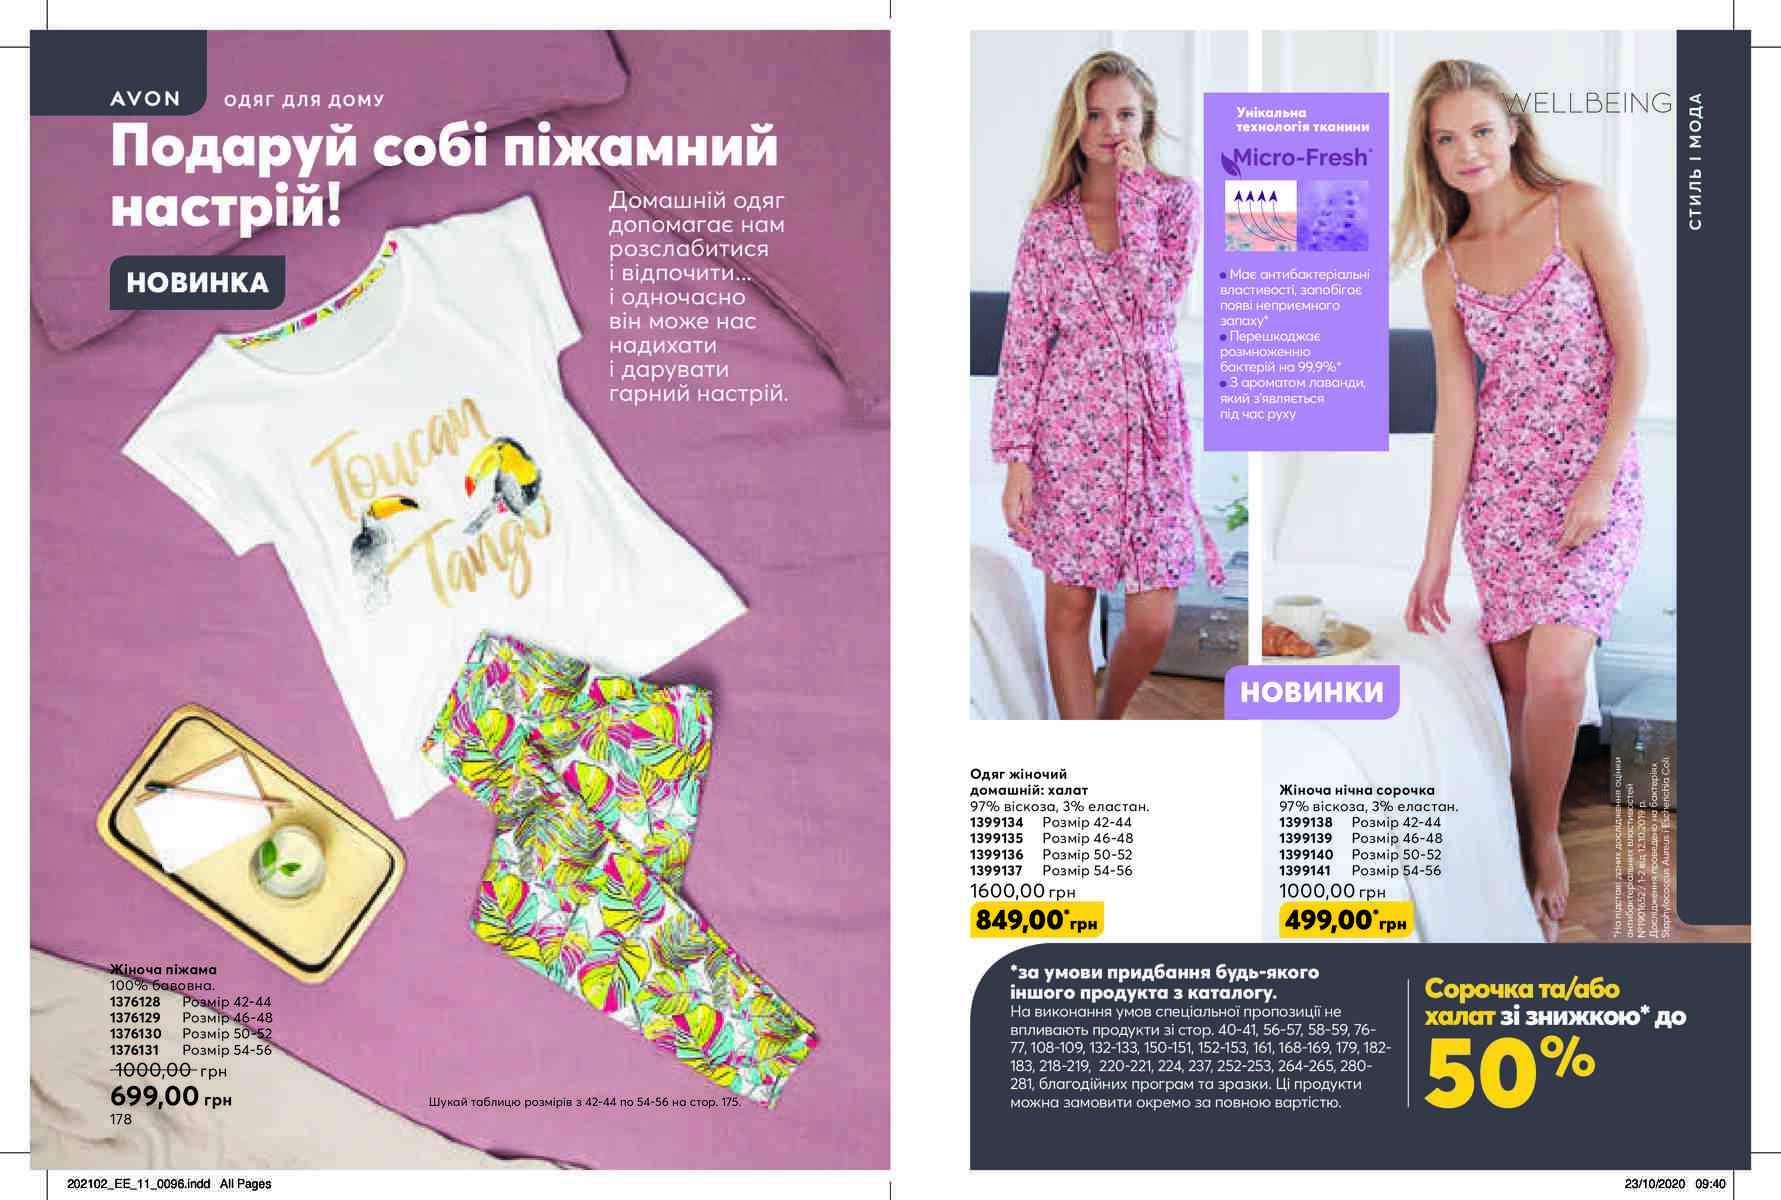 AVON
ОДЯГ ДЛЯ ДОМУ
Подаруй собі піжамний
настрій!
НОВИНКА
Домашній одяг
допомагає нам
розслабитися
і відпочити...
і одночасно
він може нас
надихати
і дарувати
гарний настрій.
Toucan
Tango
Жіноча піжама
100% бавовна.
1376128 Розмір 42-44
1376129 Розмір 46-48
1376130 Розмір 50-52
1376131 Розмір 54-56
1000,00 грн
699,00 грн
178
Шукай таблицю розмірів з 42-44 по 54-56 на стор. 175.
WELLBEING
СТИЛЬ І МОДА
Унікальна
технологія тканини
Micro-Fresh®
• Має антибактеріальні
властивості, запобігає
появі неприємного
запаху*
• Перешкоджає
розмноженню
бактерій на 99,9%*
• З ароматом лаванди,
який з'являється
під час руху
НОВИНКИ
Одяг жіночий
домашній: халат
97% віскоза, 3% еластан.
1399134 Розмір 42-44
1399135 Розмір 46-48
1399136 Розмір 50-52
1399137 Розмір 54-56
1600,00 грн
849,00* грн
Жіноча нічна сорочка
97% віскоза, 3% еластан.
1399138 Розмір 42-44
1399139 Розмір 46-48
1399140 Розмір 50-52
1399141 Розмір 54-56
1000,00 грн
499,00* грн
*На підставі даних дослідження оцінки
антибактеріальних властивостей
№T1901652 / 1-2 від 12.10.2019 р.
Дослідження проведено на бактеріях
Staphylococcus Aureus і Escherichia Coli.
*за умови придбання будь-якого
іншого продукта з каталогу.
На виконання умов спеціальної пропозиції не
впливають продукти зі стор. 40-41, 56-57, 58-59, 76-
77, 108-109, 132-133, 150-151, 152-153, 161, 168-169, 179, 182-
183, 218-219, 220-221, 224, 237, 252-253, 264-265, 280-
281, благодійних програм та зразки. Ці продукти
можна замовити окремо за повною вартістю.
Сорочка та/або
халат зі знижкою* до
50%
202102_EE_11_0096.indd All Pages
23/10/2020 09:40